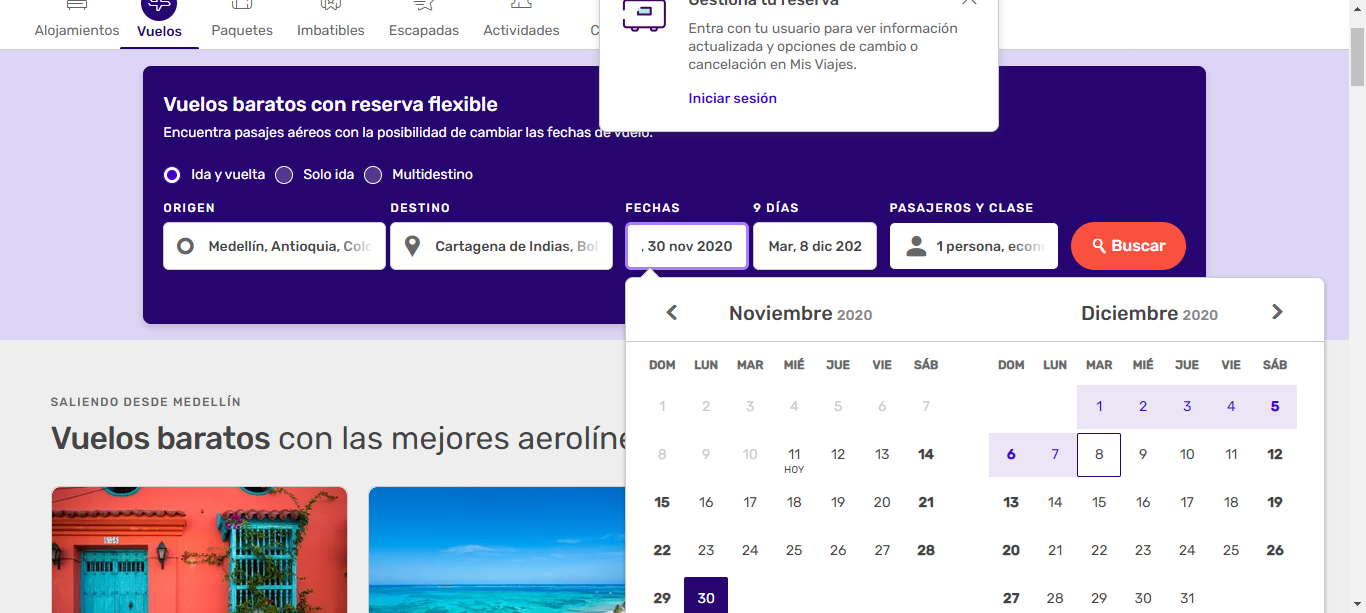 Alojamientos Vuelos Paquetes Imbatibles Escapadas Actividades C
Gestiona tu reserva
Entra con tu usuario para ver información
actualizada y opciones de cambio o
cancelación en Mis Viajes.
Iniciar sesión
Vuelos baratos con reserva flexible
Encuentra pasajes aéreos con la posibilidad de cambiar las fechas de vuelo.
Ida y vuelta Solo ida Multidestino
ORIGEN DESTINO FECHAS 9 DÍAS PASAJEROS Y CLASE
Medellín, Antioquia, Colo Cartagena de Indias, Bol , 30 nov 2020 Mar, 8 dic 202 1 persona, econ Buscar
Noviembre 2020 Diciembre 2020
DOM LUN MAR MIÉ JUE VIE SÁB DOM LUN MAR MIÉ JUE VIE SÁB
1 2 3 4 5 6 7 1 2 3 4 5
8 9 10 11 12 13 14 6 7 8 9 10 11 12
HOY
15 16 17 18 19 20 21 13 14 15 16 17 18 19
22 23 24 25 26 27 28 20 21 22 23 24 25 26
29 30 27 28 29 30 31
SALIENDO DESDE MEDELLÍN
Vuelos baratos con las mejores aerolíne